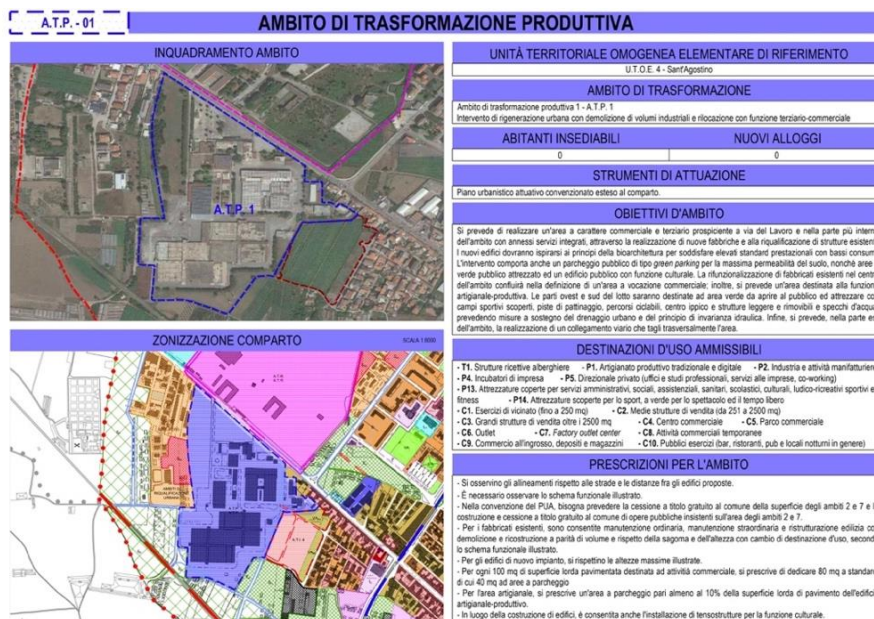 A.T.P. - 01
AMBITO DI TRASFORMAZIONE PRODUTTIVA
INQUADRAMENTO AMBITO
A.T.P. 1
ZONIZZAZIONE COMPARTO
SCALA 1:6000
AMBITI DI
RIQUALIFICAZIONE
URBANA
UNITÀ TERRITORIALE OMOGENEA ELEMENTARE DI RIFERIMENTO
U.T.O.E. 4 - Sant'Agostino
AMBITO DI TRASFORMAZIONE
Ambito di trasformazione produttiva 1 - A.T.P. 1
Intervento di rigenerazione urbana con demolizione di volumi industriali e rilocazione con funzione terziario-commerciale
ABITANTI INSEDIABILI
NUOVI ALLOGGI
0
0
STRUMENTI DI ATTUAZIONE
Piano urbanistico attuativo convenzionato esteso al comparto.
OBIETTIVI D'AMBITO
Si prevede di realizzare un'area a carattere commerciale e terziario prospiciente a via del Lavoro e nella parte più intern
dell'ambito con annessi servizi integrati, attraverso la realizzazione di nuove fabbriche e alla riqualificazione di strutture esistent
I nuovi edifici dovranno ispirarsi ai principi della bioarchitettura per soddisfare elevati standard prestazionali con bassi consum
L'intervento comporta anche un parcheggio pubblico di tipo green parking per la massima permeabilità del suolo, nonché aree
verde pubblico attrezzato ed un edificio pubblico con funzione culturale. La rifunzionalizzazione di fabbricati esistenti nel centr
dell'ambito confluirà nella definizione di un'area a vocazione commerciale; inoltre, si prevede un'area destinata alla funzion
artigianale-produttiva. Le parti ovest e sud del lotto saranno destinate ad area verde da aprire al pubblico ed attrezzare co
campi sportivi scoperti, piste di pattinaggio, percorsi ciclabili, centro ippico e strutture leggere e rimovibili e specchi d'acqua
prevedendo misure a sostegno del drenaggio urbano e del principio di invarianza idraulica. Infine, si prevede, nella parte es
dell'ambito, la realizzazione di un collegamento viario che tagli trasversalmente l'area.
DESTINAZIONI D'USO AMMISSIBILI
- T1. Strutture ricettive alberghiere - P1. Artigianato produttivo tradizionale e digitale - P2. Industria e attività manifatturier
- P4. Incubatori di impresa - P5. Direzionale privato (uffici e studi professionali, servizi alle imprese, co-working)
- P13. Attrezzature coperte per servizi amministrativi, sociali, assistenziali, sanitari, scolastici, culturali, ludico-ricreativi sportivi e
fitness - P14. Attrezzature scoperte per lo sport, a verde per lo spettacolo ed il tempo libero
- C1. Esercizi di vicinato (fino a 250 mq) - C2. Medie strutture di vendita (da 251 a 2500 mq)
- C3. Grandi strutture di vendita oltre i 2500 mq - C4. Centro commerciale - C5. Parco commerciale
- C6. Outlet - C7. Factory outlet center - C8. Attività commerciali temporanee
- C9. Commercio all'ingrosso, depositi e magazzini - C10. Pubblici esercizi (bar, ristoranti, pub e locali notturni in genere)
PRESCRIZIONI PER L'AMBITO
- Si osservino gli allineamenti rispetto alle strade e le distanze fra gli edifici proposte.
- È necessario osservare lo schema funzionale illustrato.
- Nella convenzione del PUA, bisogna prevedere la cessione a titolo gratuito al comune della superficie degli ambiti 2 e 7 e l
costruzione e cessione a titolo gratuito al comune di opere pubbliche insistenti sull'area degli ambiti 2 e 7.
- Per i fabbricati esistenti, sono consentite manutenzione ordinaria, manutenzione straordinaria e ristrutturazione edilizia co
demolizione e ricostruzione a parità di volume e rispetto della sagoma e dell'altezza con cambio di destinazione d'uso, second
lo schema funzionale illustrato.
- Per gli edifici di nuovo impianto, si rispettino le altezze massime illustrate.
- Per ogni 100 mq di superficie lorda pavimentata destinata ad attività commerciale, si prescrive di dedicare 80 mq a standar
di cui 40 mq ad aree a parcheggio
- Per l'area artigianale, si prescrive un'area a parcheggio pari almeno al 10% della superficie lorda di pavimento dell'edifici
artigianale-produttivo.
- In luogo della costruzione di edifici, è consentita anche l'installazione di tensostrutture per la funzione culturale.